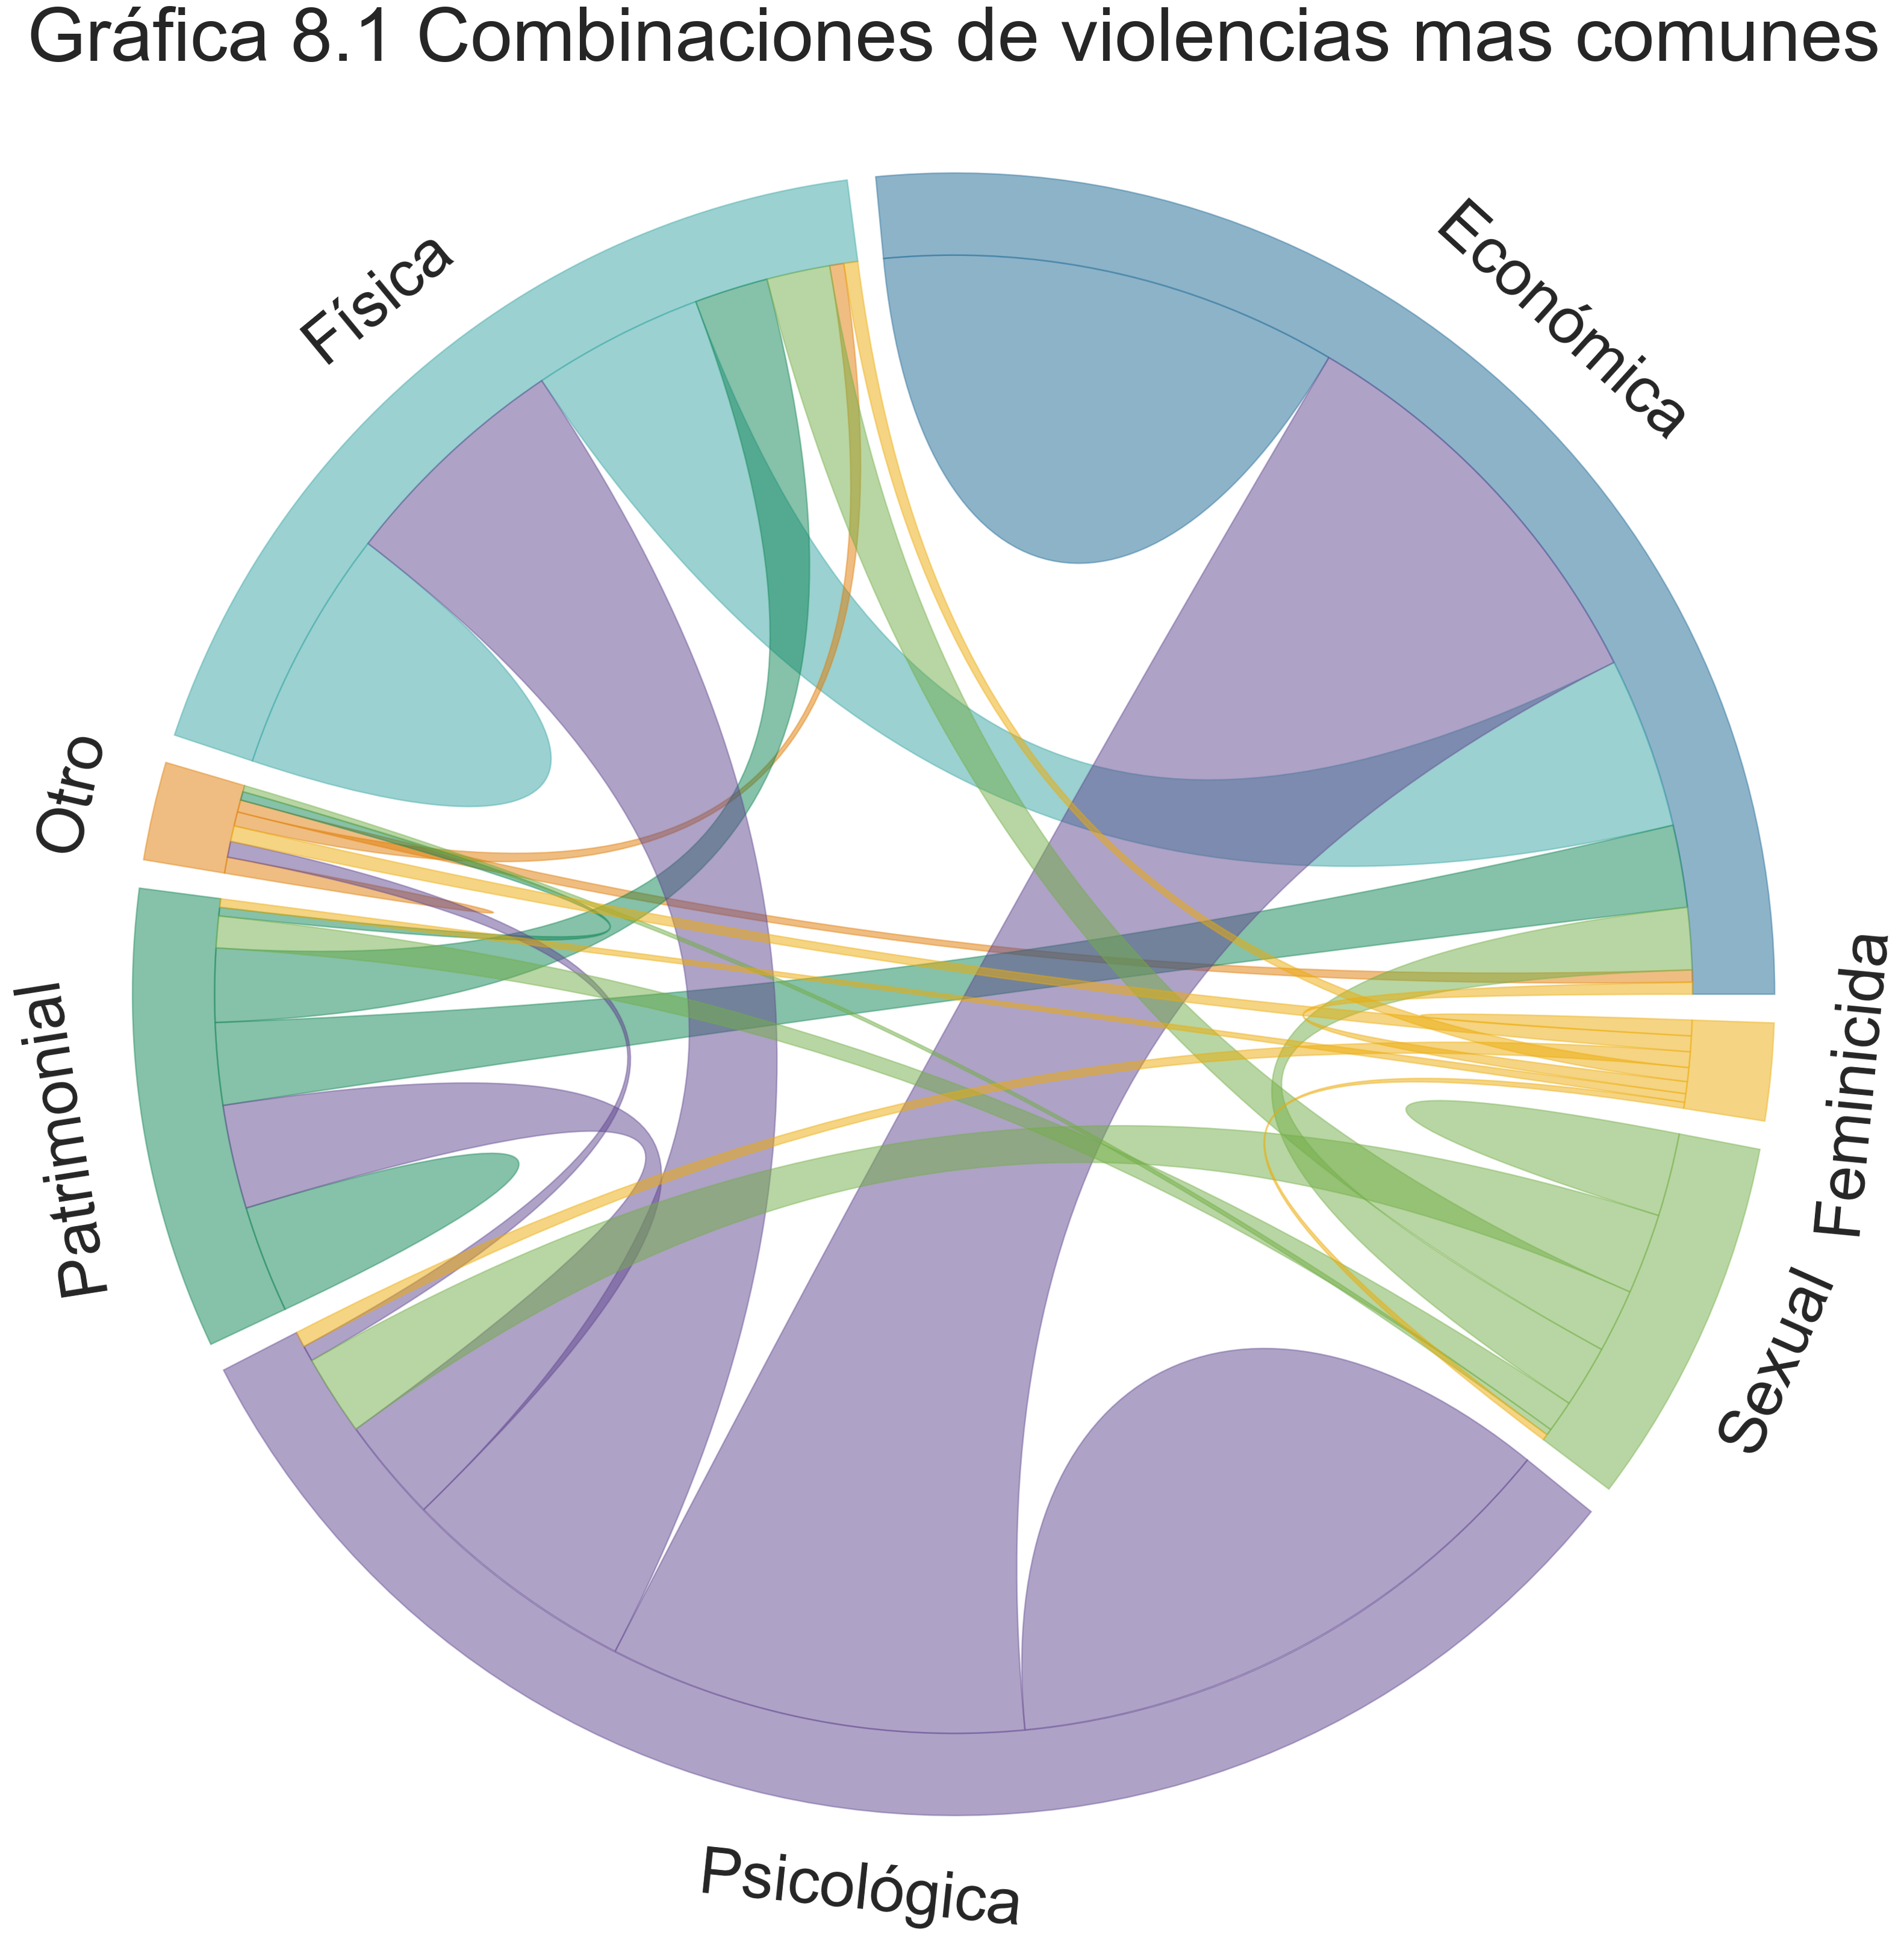 Gráfica 8.1 Combinaciones de violencias mas comunes
Económica
Física
Otro
Patrimonial
Feminicida
Sexual
Psicológica